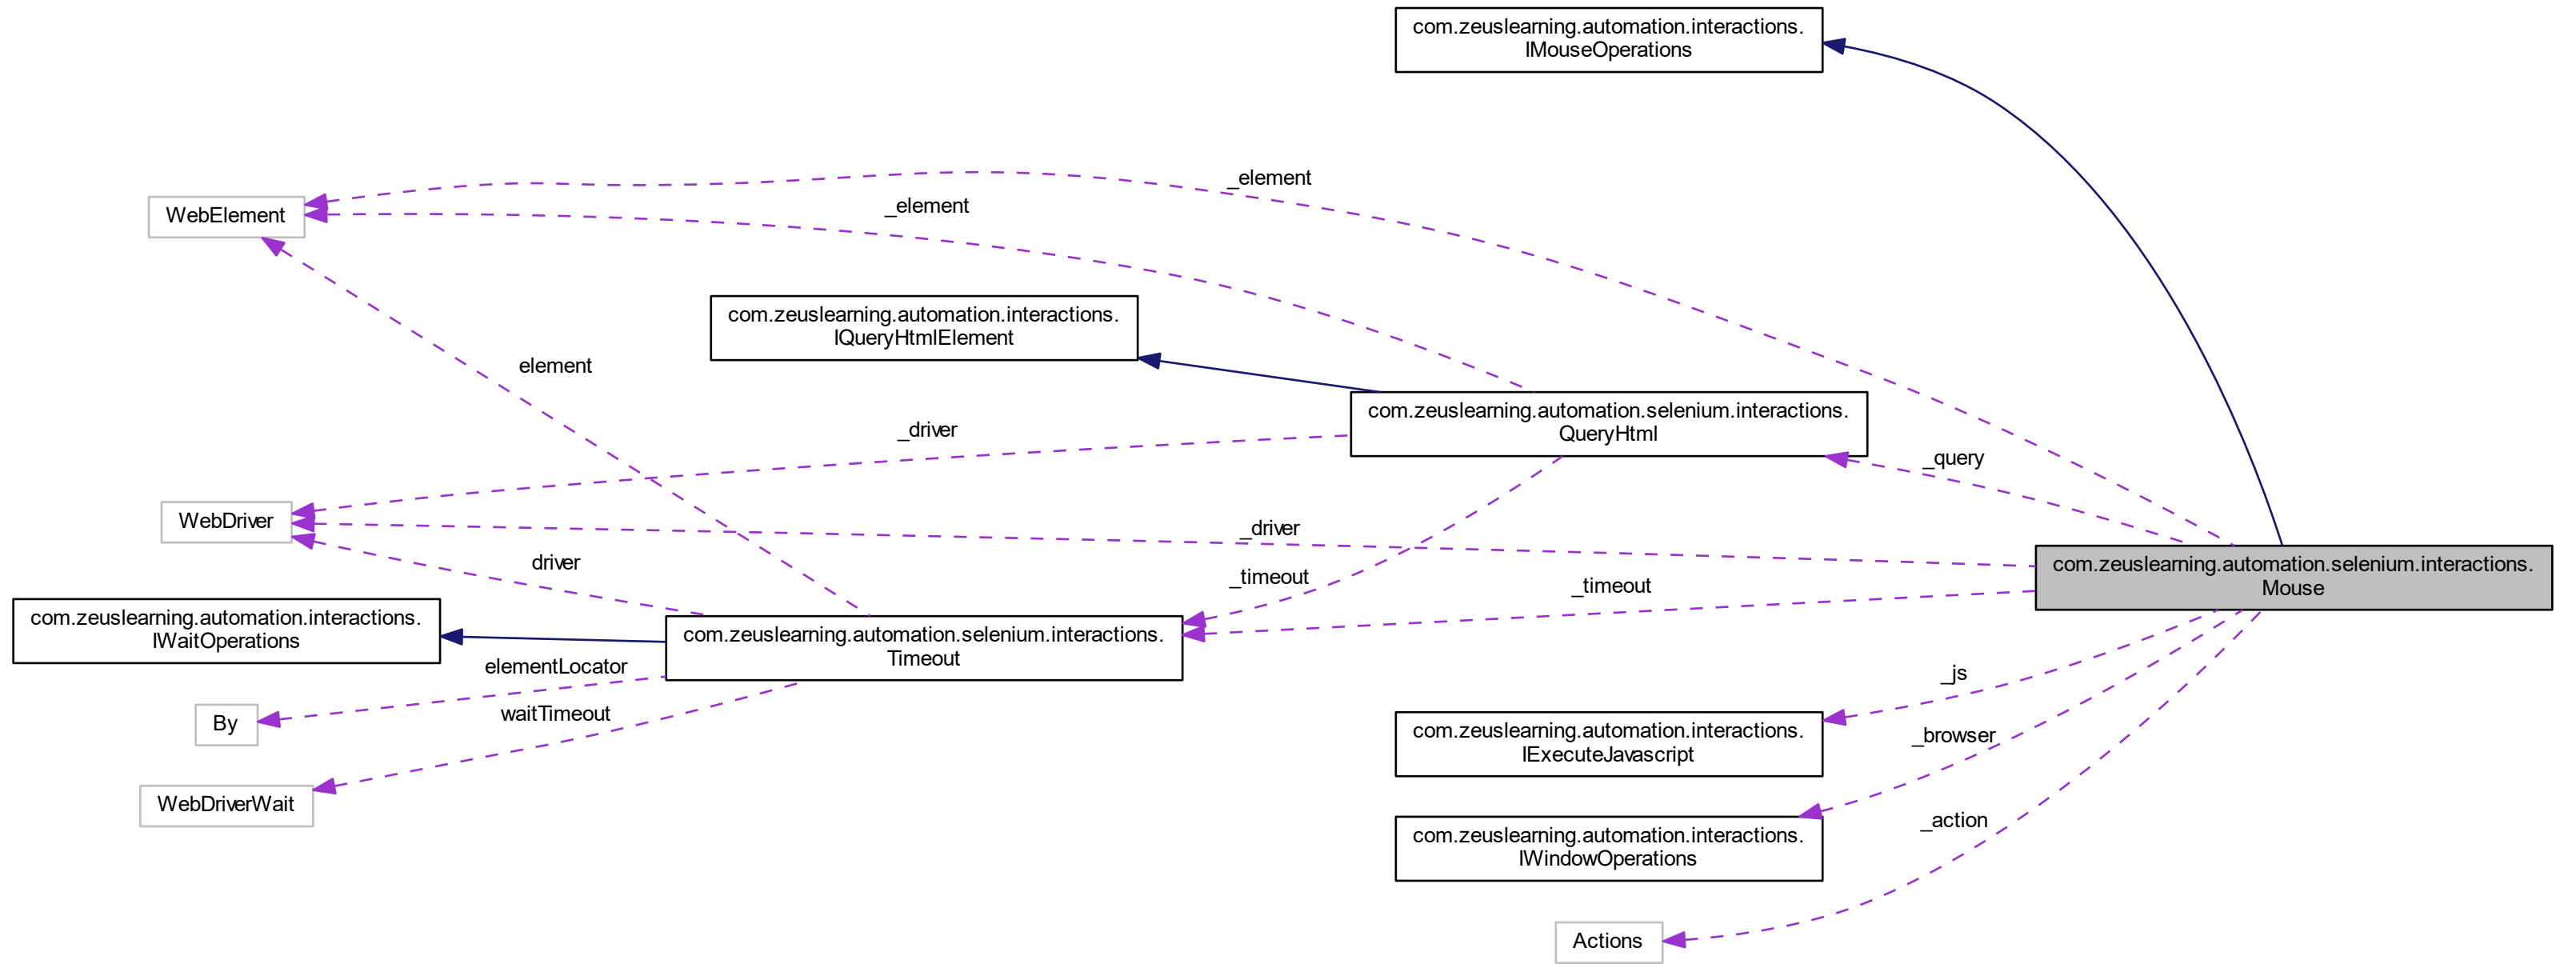 com.zeuslearning.automation.interactions.
IMouseOperations
_element
_element
WebElement
com.zeuslearning.automation.interactions.
IQueryHtmlElement
element
com.zeuslearning.automation.selenium.interactions.
QueryHtml
_driver
_query
WebDriver
_driver
driver
_timeout
_timeout
com.zeuslearning.automation.selenium.interactions.
Mouse
com.zeuslearning.automation.interactions.
IWaitOperations
com.zeuslearning.automation.selenium.interactions.
Timeout
elementLocator
_js
waitTimeout
By
com.zeuslearning.automation.interactions.
IExecuteJavascript
_browser
WebDriverWait
com.zeuslearning.automation.interactions.
IWindowOperations
_action
Actions